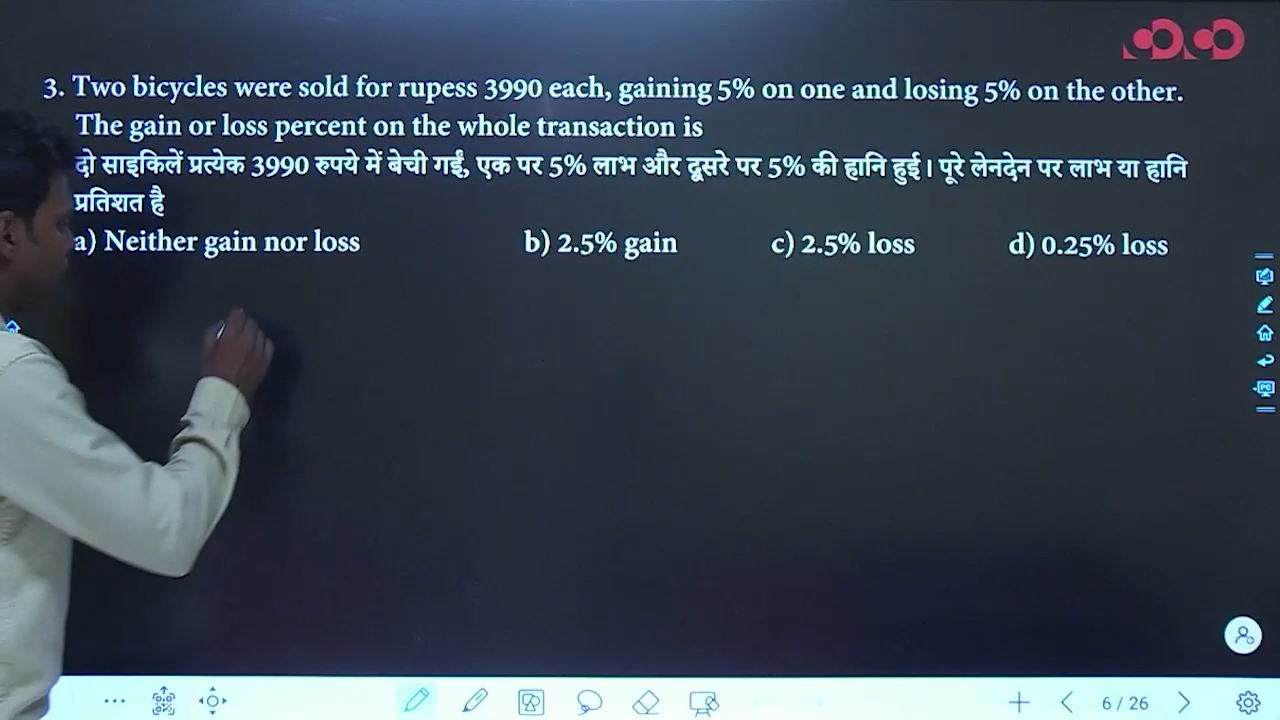 3. Two bicycles were sold for rupess 3990 each, gaining 5% on one and losing 5% on the other.
The gain or loss percent on the whole transaction is
दो साइकिलें प्रत्येक 3990 रुपये में बेची गईं, एक पर 5% लाभ और दूसरे पर 5% की हानि हुई। पूरे लेनदेन पर लाभ या हानि
प्रतिशत है
a) Neither gain nor loss b) 2.5% gain c) 2.5% loss d) 0.25% loss
PC
6 / 26